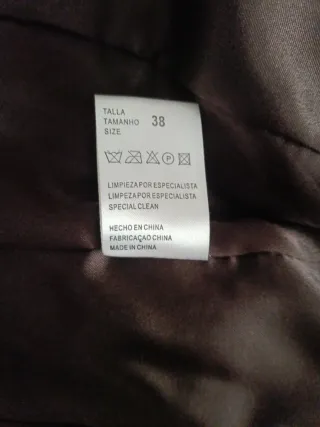 TALLA
TAMANHO 38
SIZE
P
LIMPIEZA POR ESPECIALISTA
LIMPEZA POR ESPECIALISTA
SPECIAL CLEAN
HECHO EN CHINA
FABRICAÇAO CHINA
MADE IN CHINA